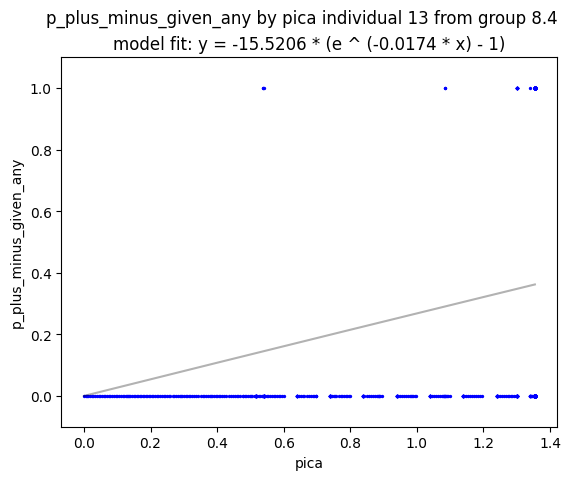 p_plus_minus_given_any by pica individual 13 from group 8.4
model fit: y = -15.5206 * (e ^ (-0.0174 * x) - 1)
1.0
0.8
0.6
0.4
0.2
0.0
p_plus_minus_given_any
0.0 0.2 0.4 0.6 0.8 1.0 1.2 1.4
pica